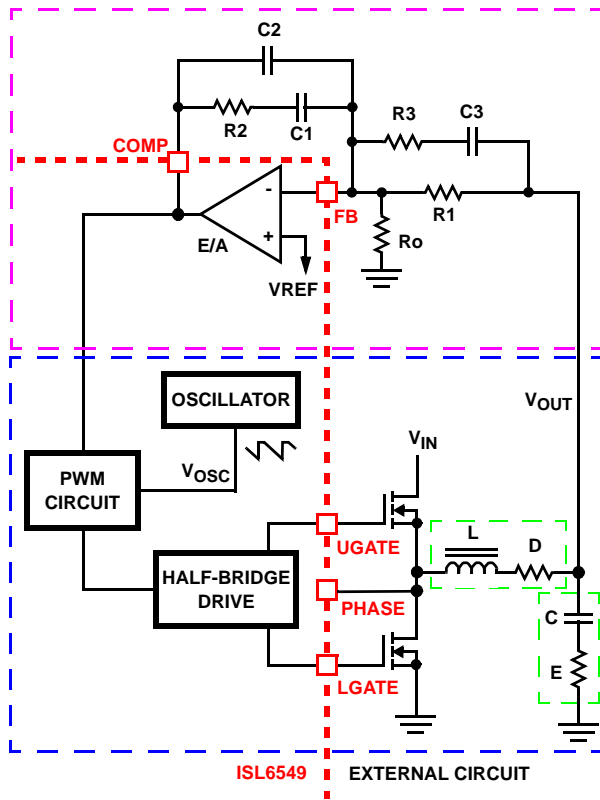 C2
R2
C1
R3
C3
COMP
-
FB
R1
E/A
+
Ro
VREF
OSCILLATOR
VOUT
VIN
PWM
CIRCUIT
VOSC
UGATE
L
D
HALF-BRIDGE
DRIVE
PHASE
C
E
LGATE
ISL6549
EXTERNAL CIRCUIT